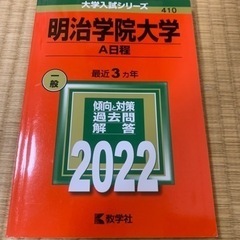 大学入試シリーズ
410
明治学院大学
A日程
一般
最近3カ年
傾向と対策
過去問
解答
2022
教学社